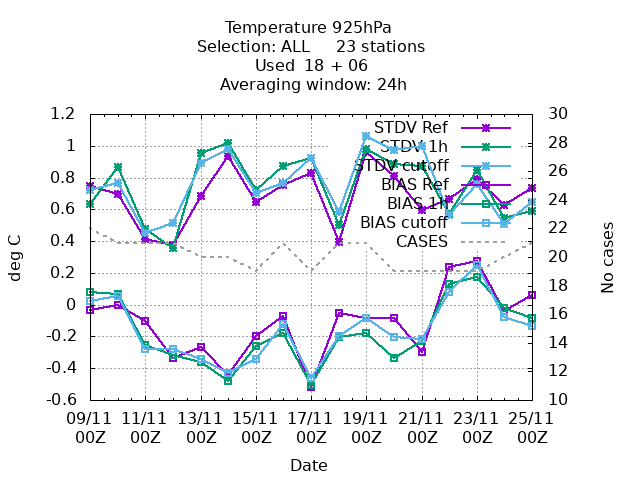 Temperature 925hPa
Selection: ALL     23 stations
Used  18 + 06
Averaging window: 24h
1.2
1
0.8
0.6
0.4
0.2
0
-0.2
-0.4
-0.6
deg C
30
28
26
24
22
20
18
16
14
12
10
No cases
STDV Ref
STDV 1h
STDV cutoff
BIAS Ref
BIAS 1h
BIAS cutoff
CASES
09/11 11/11 13/11 15/11 17/11 19/11 21/11 23/11 25/11
00Z 00Z 00Z 00Z 00Z 00Z 00Z 00Z 00Z
Date